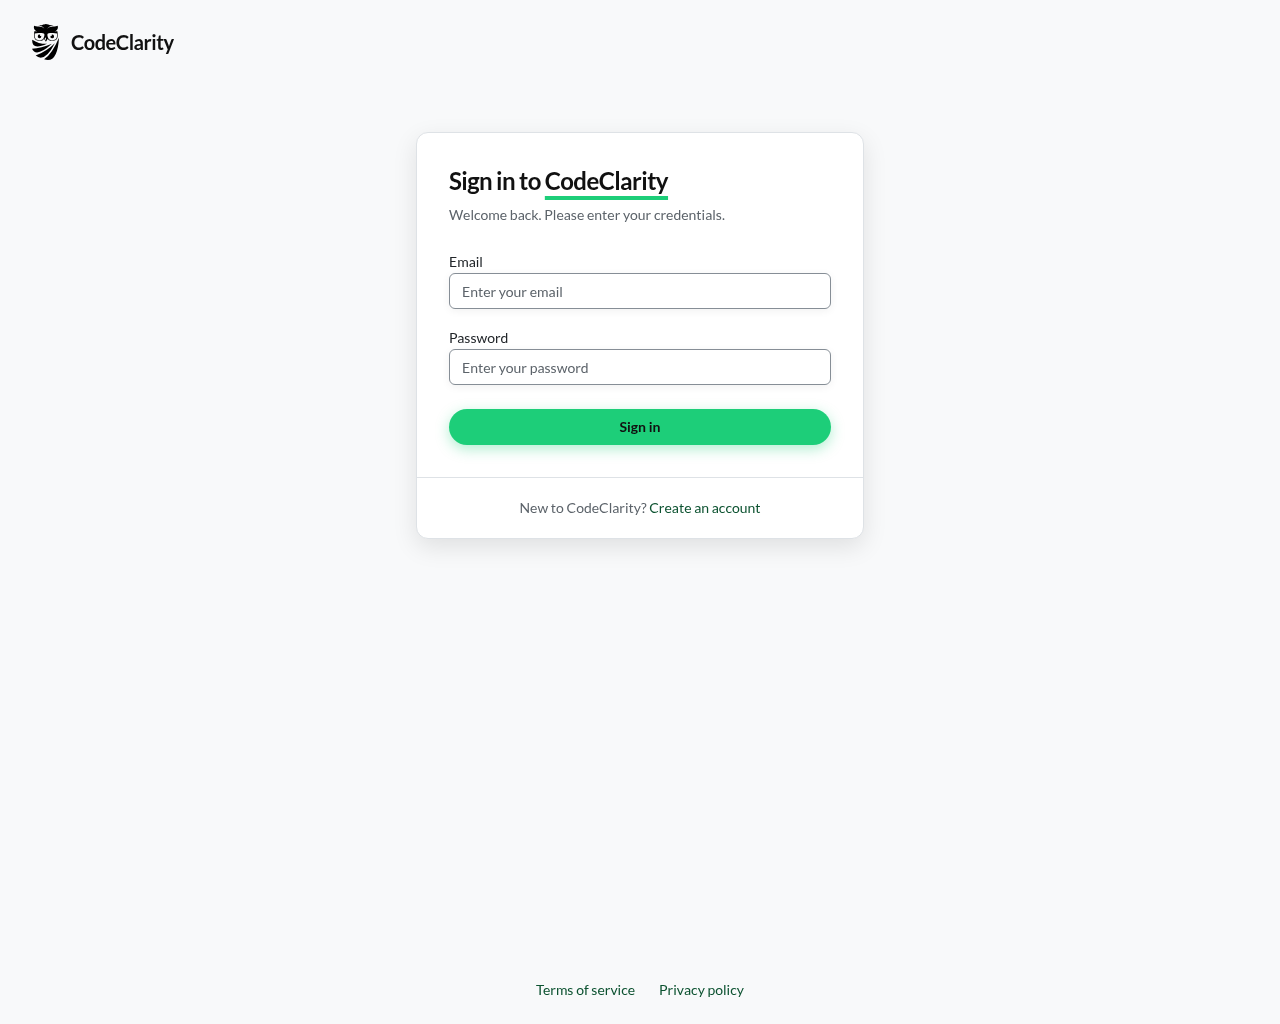 CodeClarity
Sign in to CodeClarity
Welcome back. Please enter your credentials.
Email
Enter your email
Password
Enter your password
Sign in
New to CodeClarity? Create an account
Terms of service Privacy policy